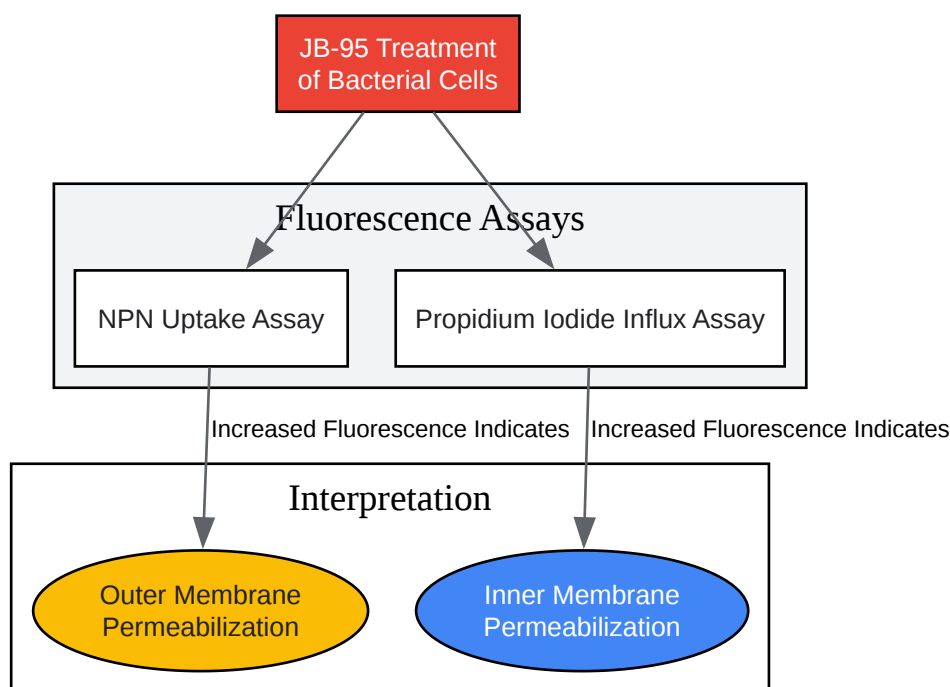 JB-95 Treatment
of Bacterial Cells
Fluorescence Assays
NPN Uptake Assay
Propidium Iodide Influx Assay
Increased Fluorescence Indicates
Increased Fluorescence Indicates
Interpretation
Outer Membrane
Permeabilization
Inner Membrane
Permeabilization